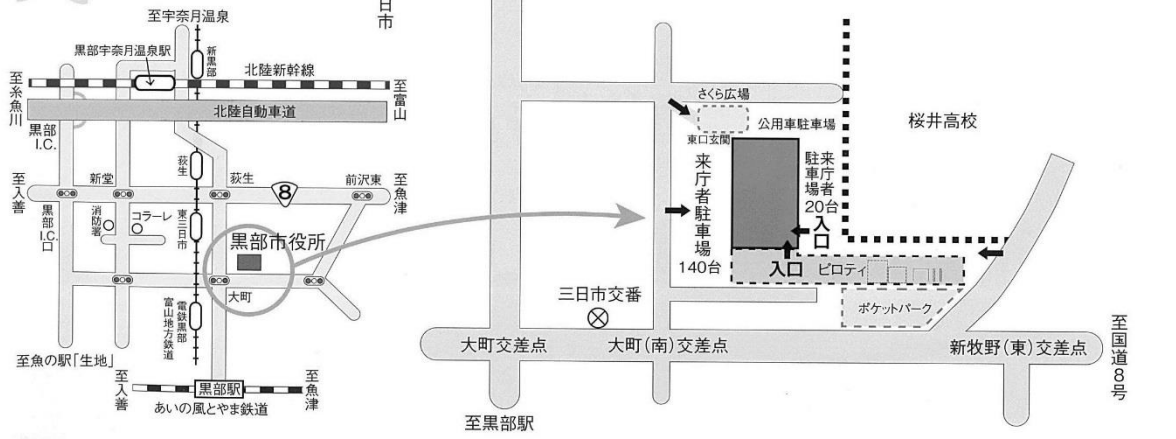 日市
至宇奈月温泉
黒部宇奈月温泉駅
新黒部
北陸新幹線
至糸魚川
至富山
北陸自動車道
黒部
I.C.
荻生
至入善
新堂
荻生
8
前沢東
至魚津
黒部I.C.口
消防署
コラーレ
東三日市
黒部市役所
大町
電鉄黒部
富山地方鉄道
至魚の駅「生地」
至入善
黒部駅
至魚津
あいの風とやま鉄道
さくら広場
公用車駐車場
東口玄関
桜井高校
来庁者駐車場
140台
来庁者
駐車場
20台
入口
入口
ピロティ
ポケットパーク
三日市交番
大町交差点
大町(南)交差点
新牧野(東)交差点
至国道8号
至黒部駅